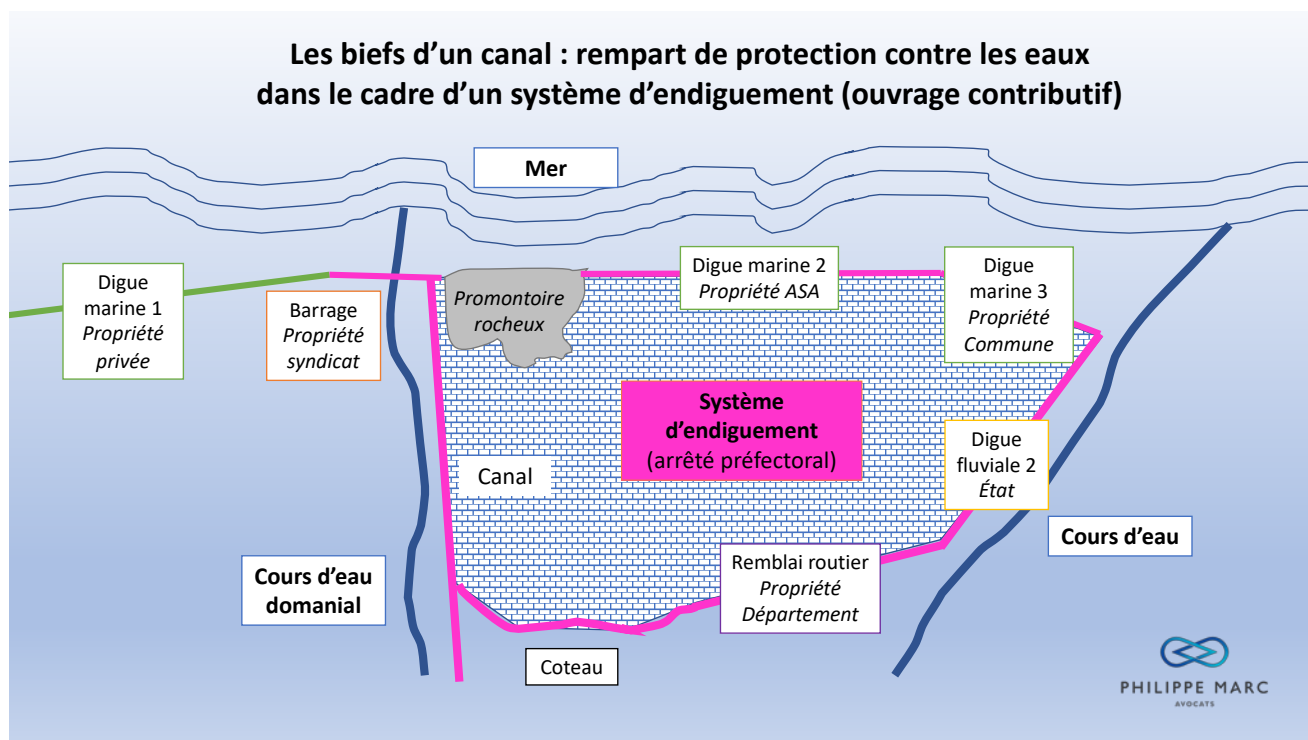 Les biefs d’un canal : rempart de protection contre les eaux
dans le cadre d’un système d’endiguement (ouvrage contributif)
Mer
Digue
marine 1
Propriété
privée
Barrage
Propriété
syndicat
Promontoire
rocheux
Digue marine 2
Propriété ASA
Digue
marine 3
Propriété
Commune
Système
d’endiguement
(arrêté préfectoral)
Canal
Digue
fluviale 2
État
Cours d’eau
domanial
Remblai routier
Propriété
Département
Cours d’eau
Coteau
PHILIPPE MARC
AVOCATS